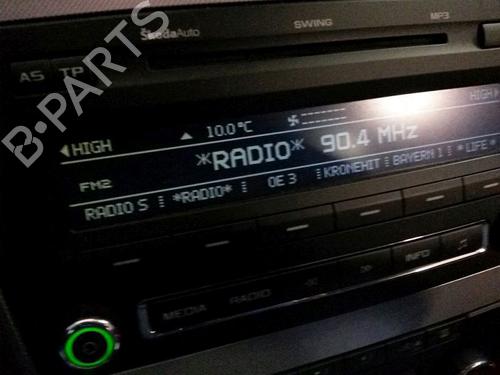 ŠkodaAuto SWING MP3
AS TP
HIGH 10.0°C ------ HIGH
*RADIO* 90.4 MHz
FM2
RADIO S *RADIO* OE 3 KRONEHIT BAYERN 1 *LIFE*
MEDIA RADIO INFO
B-PARTS